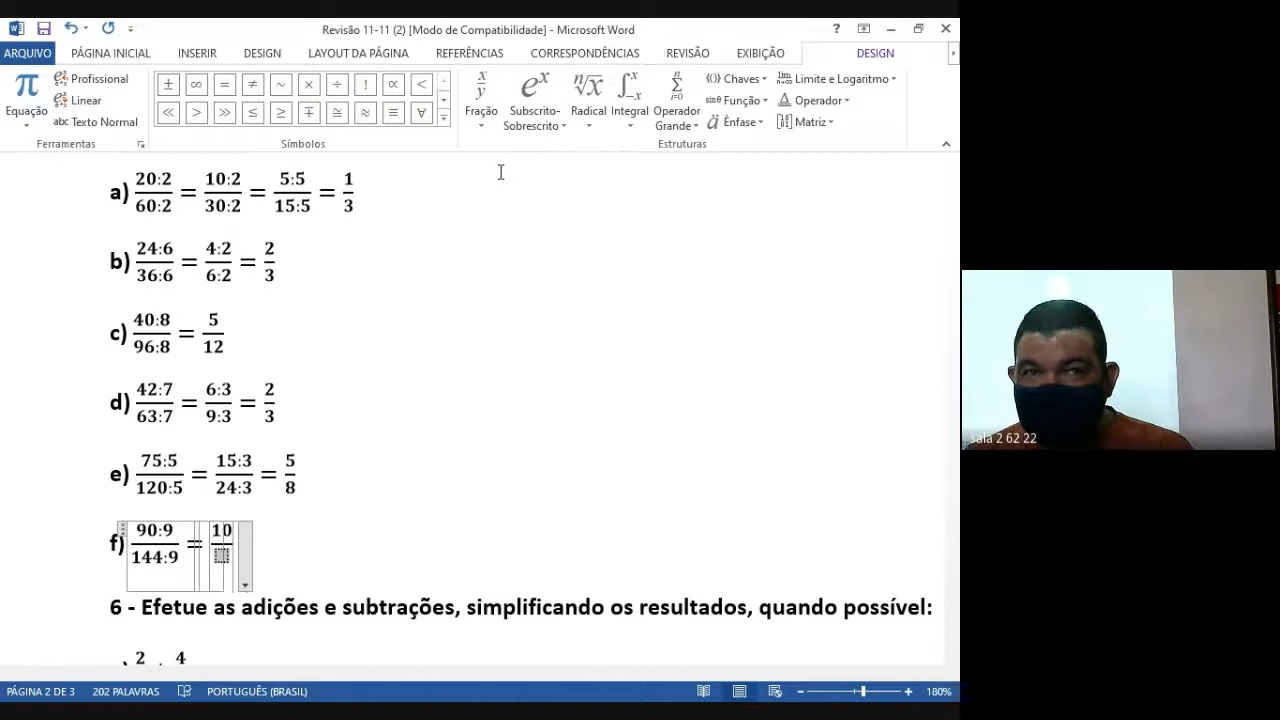 Revisão 11-11 (2) [Modo de Compatibilidade] - Microsoft Word
ARQUIVO PÁGINA INICIAL INSERIR DESIGN LAYOUT DA PÁGINA REFERÊNCIAS CORRESPONDÊNCIAS REVISÃO EXIBIÇÃO DESIGN
π Equação
Profissional
Linear
abc Texto Normal
Ferramentas
± ∞ = ≠ ~ × ÷ ! ∝ <
≪ > ≫ ≤ ≥ ∓ ≅ ≈ ≡ ∀
Símbolos
Fração
Subscrito-Sobrescrito
Radical
Integral
Operador Grande
{()} Chaves
sinθ Função
ä Ênfase
lim Limite e Logaritmo
Operador
Matriz
Estruturas
a) 20:2/60:2 = 10:2/30:2 = 5:5/15:5 = 1/3
b) 24:6/36:6 = 4:2/6:2 = 2/3
c) 40:8/96:8 = 5/12
d) 42:7/63:7 = 6:3/9:3 = 2/3
e) 75:5/120:5 = 15:3/24:3 = 5/8
f) 90:9/144:9 = 10/
6 - Efetue as adições e subtrações, simplificando os resultados, quando possível:
2 4
PÁGINA 2 DE 3 202 PALAVRAS PORTUGUÊS (BRASIL) 180%
sala 2 62 22